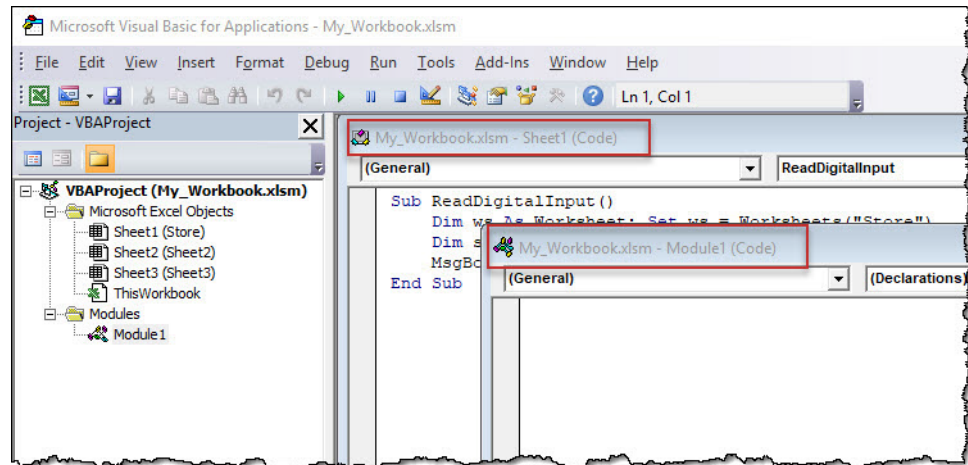 Microsoft Visual Basic for Applications - My_Workbook.xlsm
File Edit View Insert Format Debug Run Tools Add-Ins Window Help
Ln 1, Col 1
Project - VBAProject
VBAProject (My_Workbook.xlsm)
Microsoft Excel Objects
Sheet1 (Store)
Sheet2 (Sheet2)
Sheet3 (Sheet3)
ThisWorkbook
Modules
Module1
My_Workbook.xlsm - Sheet1 (Code)
(General) ReadDigitalInput
Sub ReadDigitalInput()
Dim ws As Worksheet: Set ws = Worksheets("Store")
Dim s
MsgBo
End Sub
My_Workbook.xlsm - Module1 (Code)
(General) (Declarations)